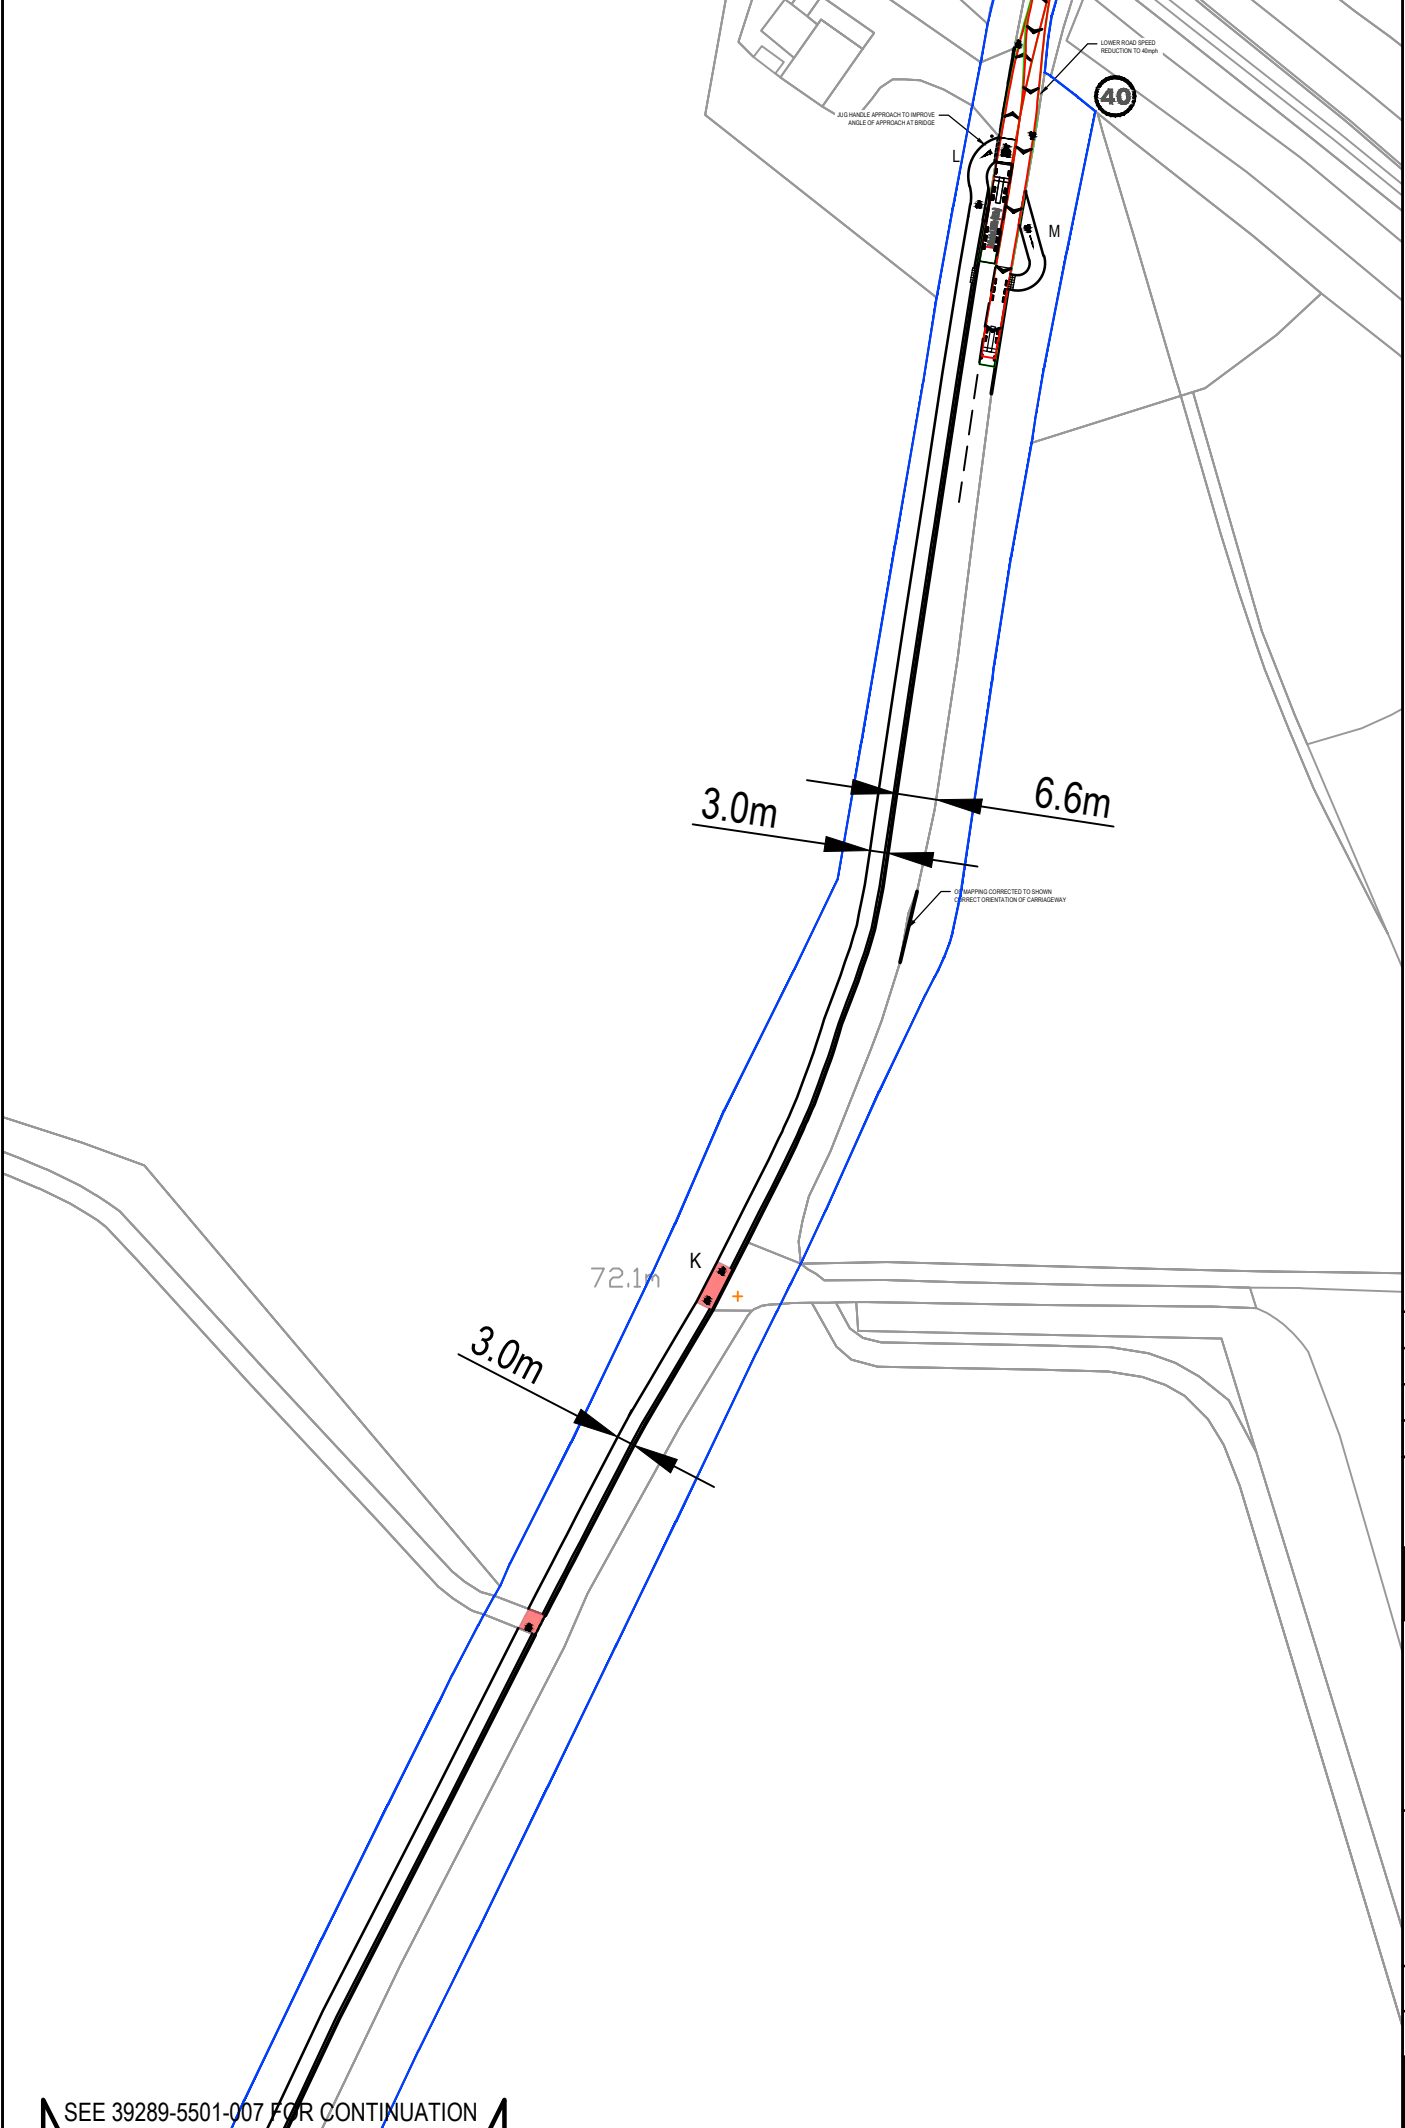 LOWER ROAD SPEED
REDUCTION TO 40mph
40
JUG HANDLE APPROACH TO IMPROVE
ANGLE OF APPROACH AT BRIDGE
L
M
3.0m
6.6m
OS MAPPING CORRECTED TO SHOWN
CORRECT ORIENTATION OF CARRIAGEWAY
K
72.1m
3.0m
SEE 39289-5501-007 FOR CONTINUATION